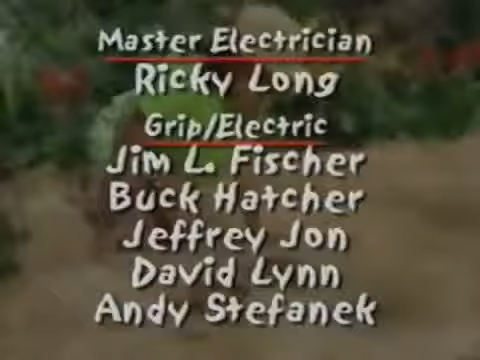 Master Electrician
Ricky Long
Grip/Electric
Jim L. Fischer
Buck Hatcher
Jeffrey Jon
David Lynn
Andy Stefanek